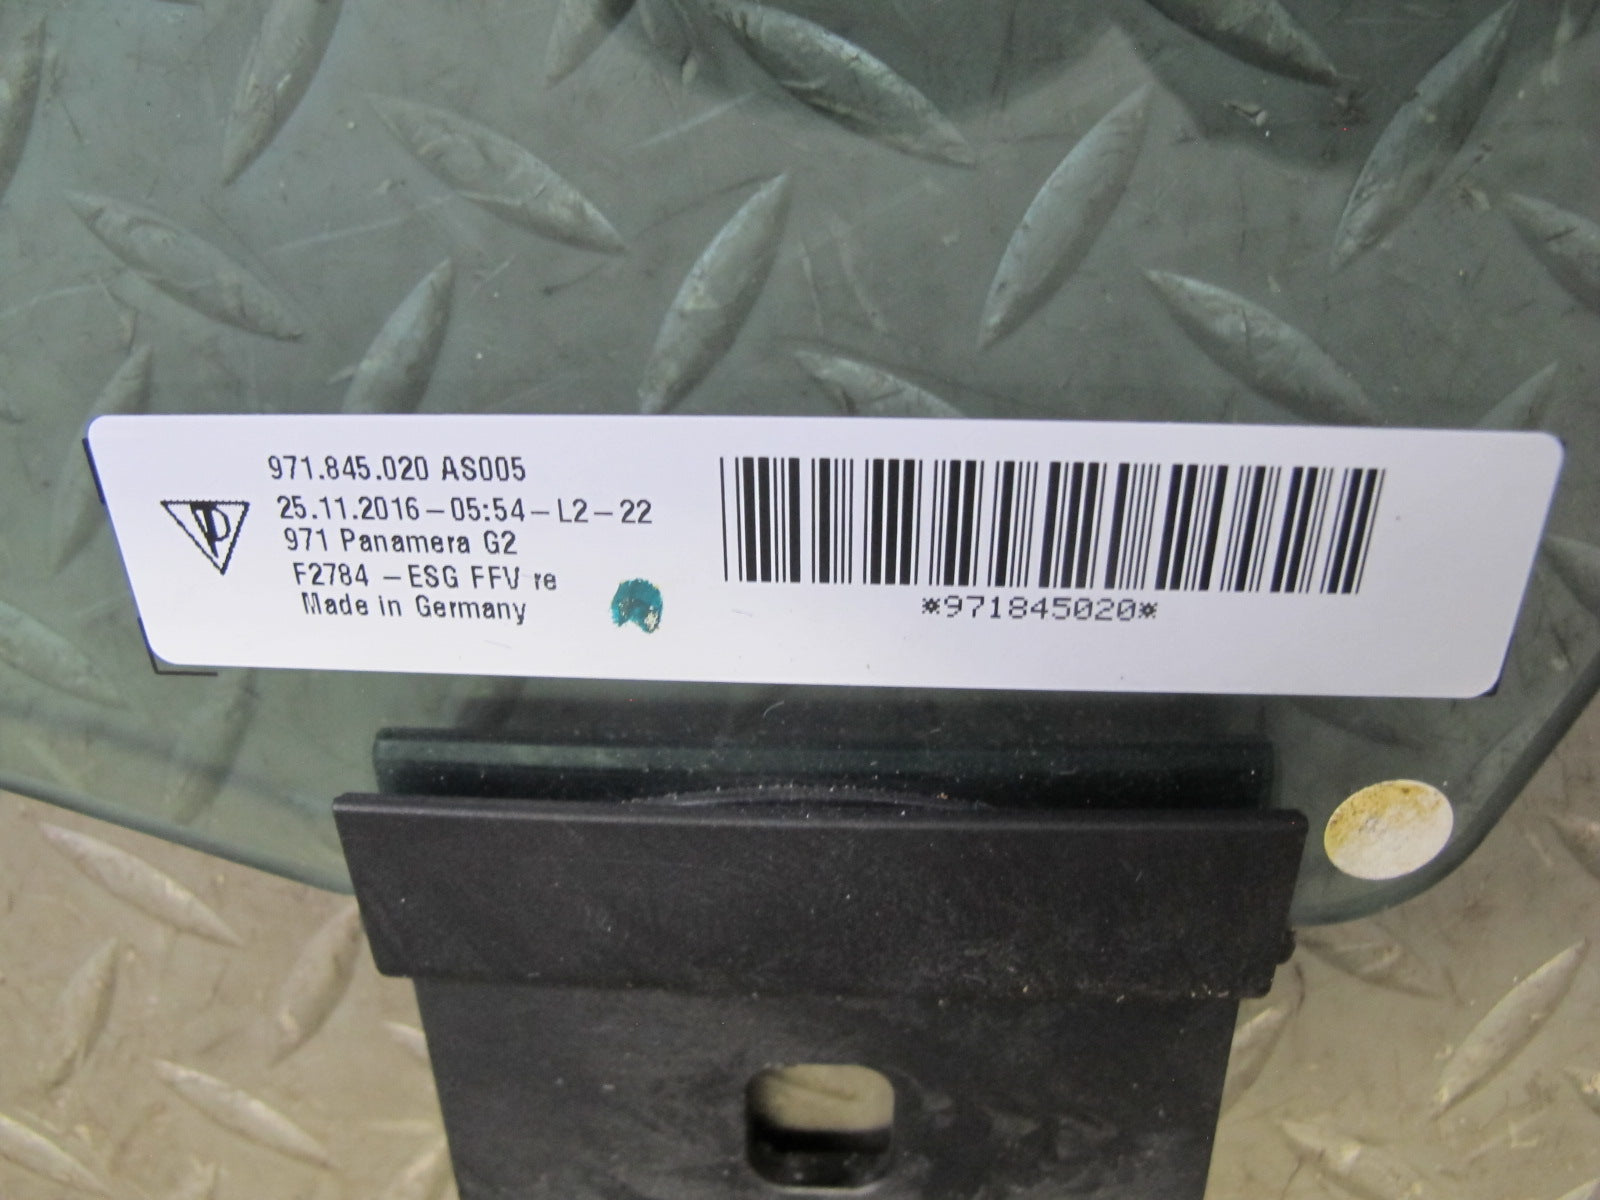 971.845.020 AS005
25.11.2016-05:54-L2-22
971 Panamera G2
F2784 -ESG FFV re
Made in Germany
*971845020*